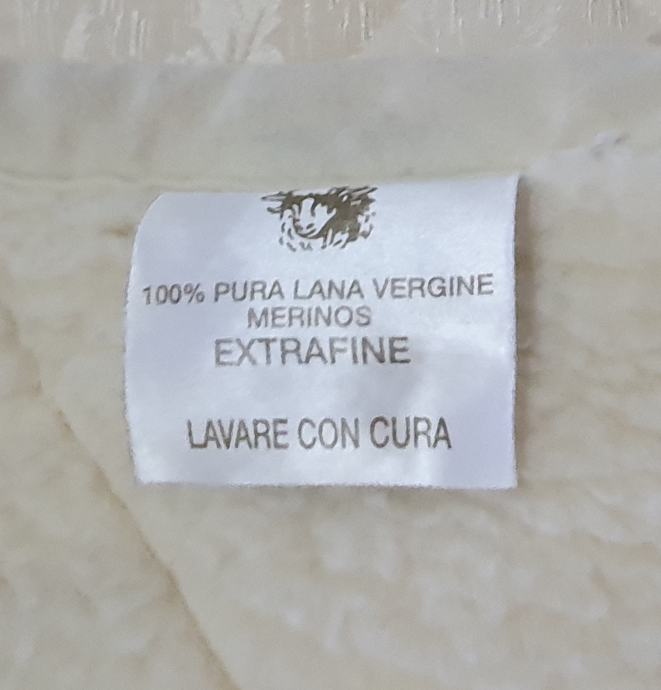 100% PURA LANA VERGINE
MERINOS
EXTRAFINE
LAVARE CON CURA